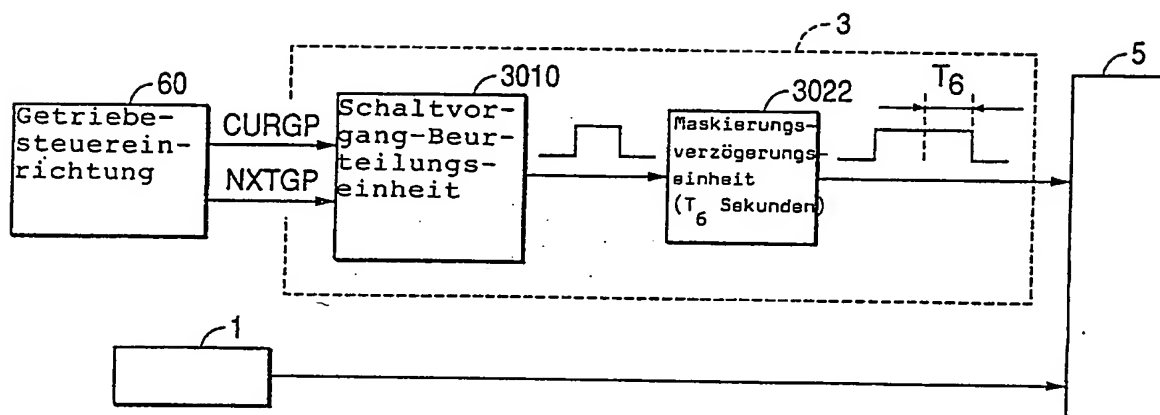 3
5
60
3010
3022
T6
Getriebe-
steuerein-
richtung
CURGP
NXTGP
Schaltvor-
gang-Beur-
teilungs-
einheit
Maskierungs-
verzögerungs-
einheit
(T6 Sekunden)
1